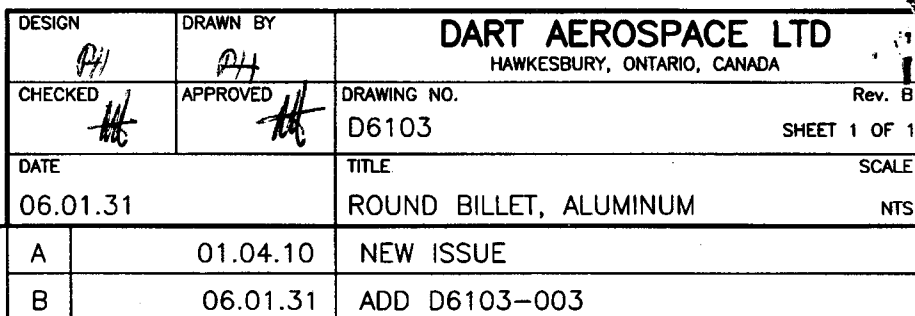 DESIGN
DRAWN BY
DART AEROSPACE LTD
HAWKESBURY, ONTARIO, CANADA
CHECKED
APPROVED
DRAWING NO.
Rev. B
D6103
SHEET 1 OF 1
DATE
TITLE
SCALE
06.01.31
ROUND BILLET, ALUMINUM
NTS
A 01.04.10 NEW ISSUE
B 06.01.31 ADD D6103-003